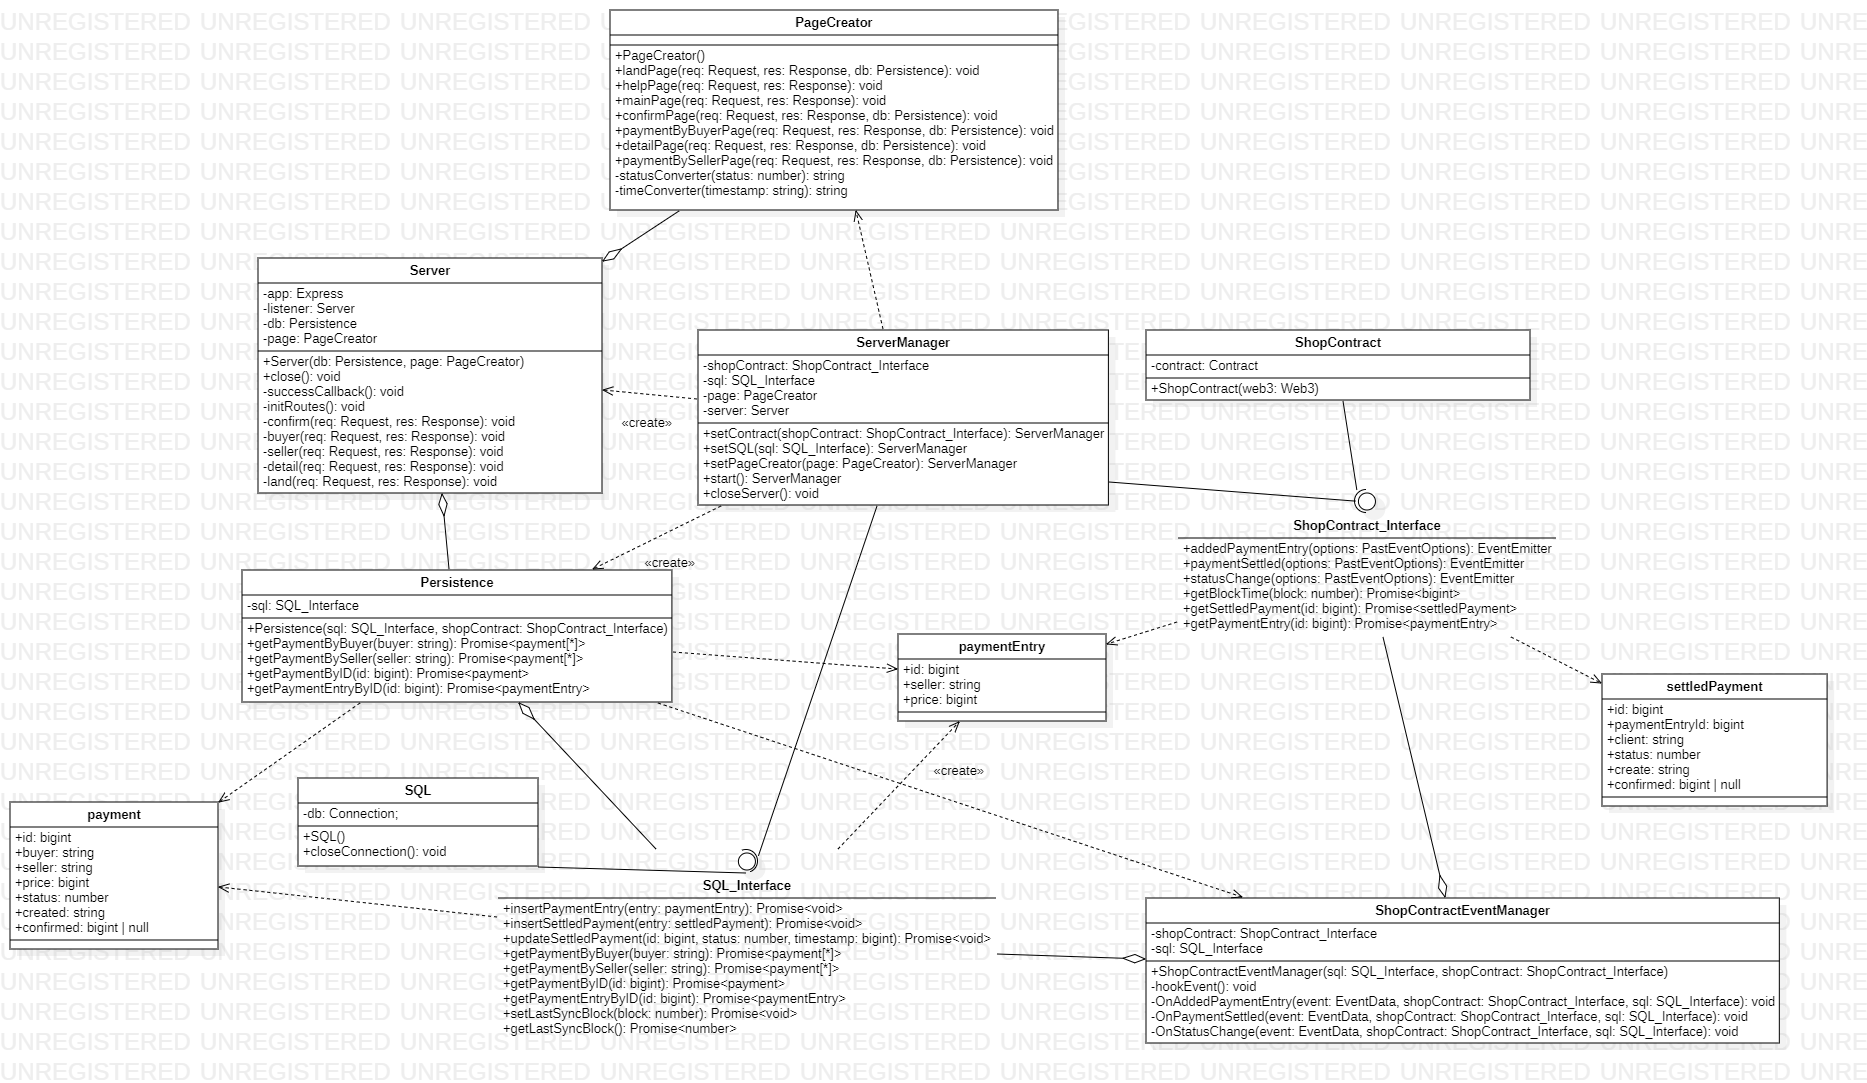 PageCreator
+PageCreator()
+landPage(req: Request, res: Response, db: Persistence): void
+helpPage(req: Request, res: Response): void
+mainPage(req: Request, res: Response): void
+confirmPage(req: Request, res: Response, db: Persistence): void
+paymentByBuyerPage(req: Request, res: Response, db: Persistence): void
+detailPage(req: Request, res: Response, db: Persistence): void
+paymentBySellerPage(req: Request, res: Response, db: Persistence): void
-statusConverter(status: number): string
-timeConverter(timestamp: string): string
Server
-app: Express
-listener: Server
-db: Persistence
-page: PageCreator
+Server(db: Persistence, page: PageCreator)
+close(): void
-successCallback(): void
-initRoutes(): void
-confirm(req: Request, res: Response): void
-buyer(req: Request, res: Response): void
-seller(req: Request, res: Response): void
-detail(req: Request, res: Response): void
-land(req: Request, res: Response): void
«create»
ServerManager
-shopContract: ShopContract_Interface
-sql: SQL_Interface
-page: PageCreator
-server: Server
+setContract(shopContract: ShopContract_Interface): ServerManager
+setSQL(sql: SQL_Interface): ServerManager
+setPageCreator(page: PageCreator): ServerManager
+start(): ServerManager
+closeServer(): void
ShopContract
-contract: Contract
+ShopContract(web3: Web3)
ShopContract_Interface
+addedPaymentEntry(options: PastEventOptions): EventEmitter
+paymentSettled(options: PastEventOptions): EventEmitter
+statusChange(options: PastEventOptions): EventEmitter
+getBlockTime(block: number): Promise<bigint>
+getSettledPayment(id: bigint): Promise<settledPayment>
+getPaymentEntry(id: bigint): Promise<paymentEntry>
«create»
Persistence
-sql: SQL_Interface
+Persistence(sql: SQL_Interface, shopContract: ShopContract_Interface)
+getPaymentByBuyer(buyer: string): Promise<payment[*]>
+getPaymentBySeller(seller: string): Promise<payment[*]>
+getPaymentByID(id: bigint): Promise<payment>
+getPaymentEntryByID(id: bigint): Promise<paymentEntry>
paymentEntry
+id: bigint
+seller: string
+price: bigint
settledPayment
+id: bigint
+paymentEntryId: bigint
+client: string
+status: number
+create: string
+confirmed: bigint | null
«create»
SQL
-db: Connection;
+SQL()
+closeConnection(): void
payment
+id: bigint
+buyer: string
+seller: string
+price: bigint
+status: number
+created: string
+confirmed: bigint | null
SQL_Interface
+insertPaymentEntry(entry: paymentEntry): Promise<void>
+insertSettledPayment(entry: settledPayment): Promise<void>
+updateSettledPayment(id: bigint, status: number, timestamp: bigint): Promise<void>
+getPaymentByBuyer(buyer: string): Promise<payment[*]>
+getPaymentBySeller(seller: string): Promise<payment[*]>
+getPaymentByID(id: bigint): Promise<payment>
+getPaymentEntryByID(id: bigint): Promise<paymentEntry>
+setLastSyncBlock(block: number): Promise<void>
+getLastSyncBlock(): Promise<number>
ShopContractEventManager
-shopContract: ShopContract_Interface
-sql: SQL_Interface
+ShopContractEventManager(sql: SQL_Interface, shopContract: ShopContract_Interface)
-hookEvent(): void
-OnAddedPaymentEntry(event: EventData, shopContract: ShopContract_Interface, sql: SQL_Interface): void
-OnPaymentSettled(event: EventData, shopContract: ShopContract_Interface, sql: SQL_Interface): void
-OnStatusChange(event: EventData, shopContract: ShopContract_Interface, sql: SQL_Interface): void